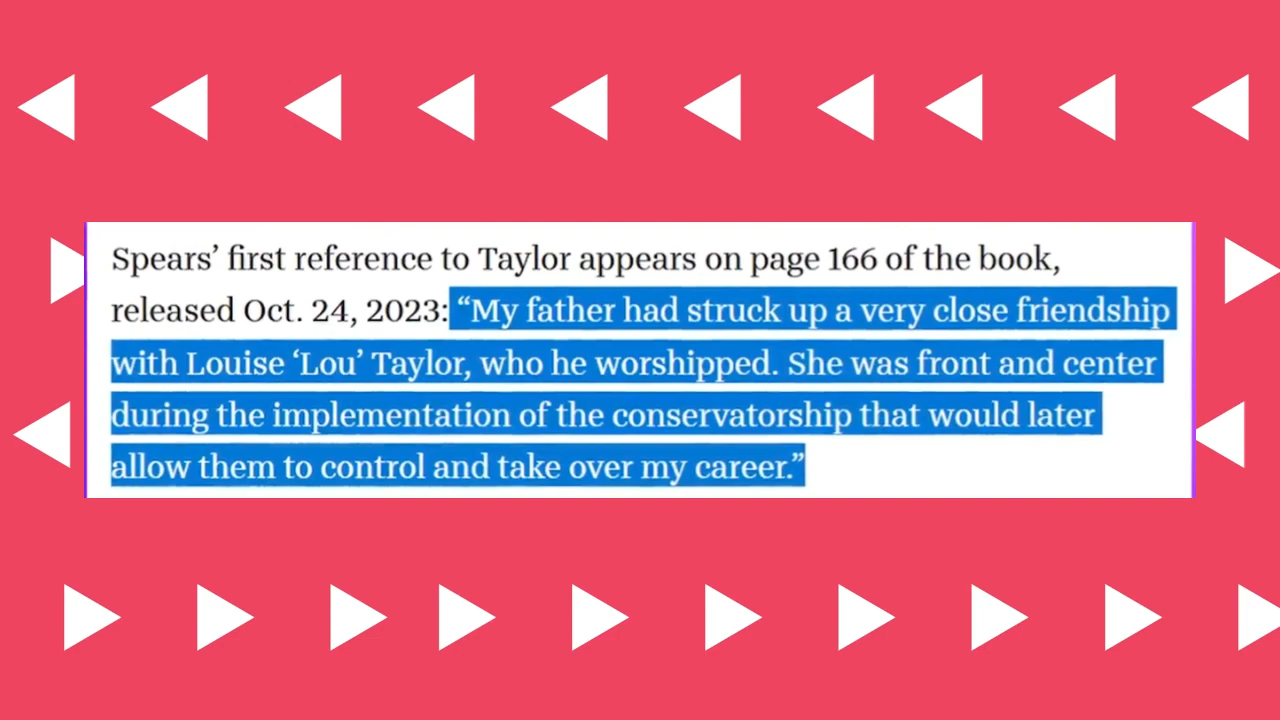 Spears’ first reference to Taylor appears on page 166 of the book,
released Oct. 24, 2023: “My father had struck up a very close friendship
with Louise ‘Lou’ Taylor, who he worshipped. She was front and center
during the implementation of the conservatorship that would later
allow them to control and take over my career.”